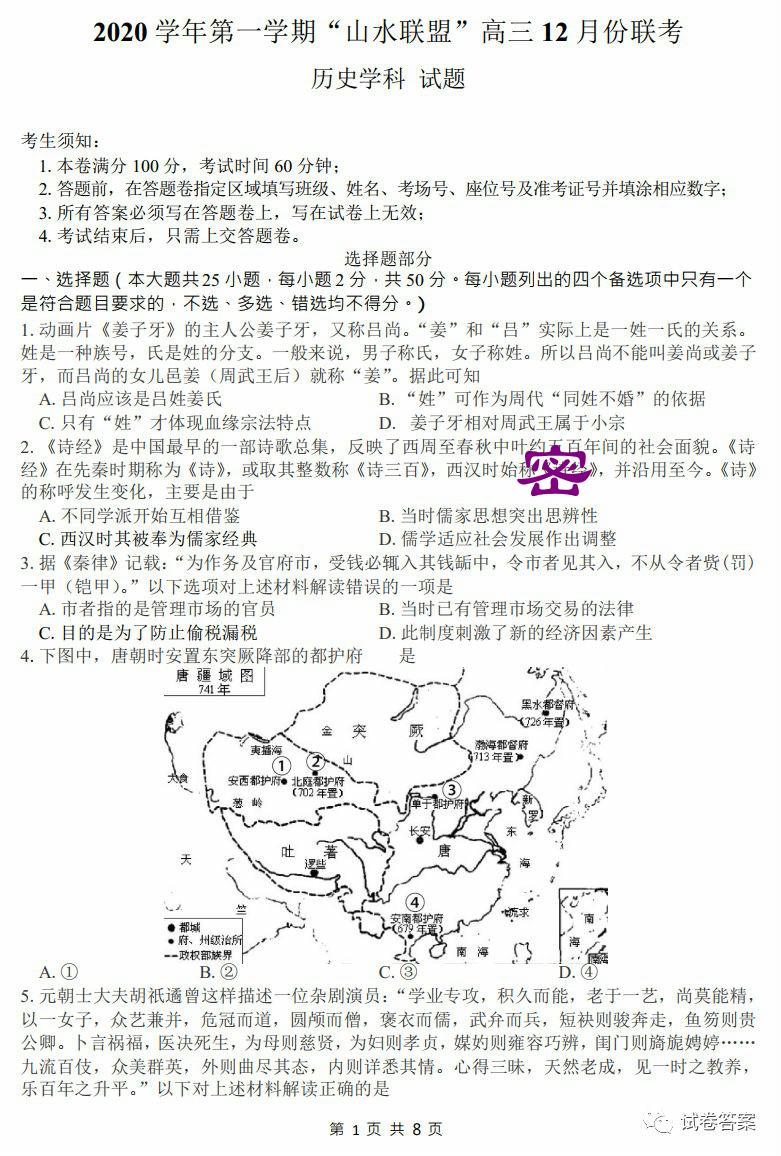 2020 学年第一学期“山水联盟”高三 12 月份联考
历史学科 试题
考生须知：
1. 本卷满分 100 分，考试时间 60 分钟；
2. 答题前，在答题卷指定区域填写班级、姓名、考场号、座位号及准考证号并填涂相应数字；
3. 所有答案必须写在答题卷上，写在试卷上无效；
4. 考试结束后，只需上交答题卷。
选择题部分
一、选择题（本大题共 25 小题，每小题 2 分，共 50 分。每小题列出的四个备选项中只有一个
是符合题目要求的，不选、多选、错选均不得分。）
1. 动画片《姜子牙》的主人公姜子牙，又称吕尚。“姜”和“吕”实际上是一姓一氏的关系。
姓是一种族号，氏是姓的分支。一般来说，男子称氏，女子称姓。所以吕尚不能叫姜尚或姜子
牙，而吕尚的女儿邑姜（周武王后）就称“姜”。据此可知
A. 吕尚应该是吕姓姜氏 B. “姓”可作为周代“同姓不婚”的依据
C. 只有“姓”才体现血缘宗法特点 D. 姜子牙相对周武王属于小宗
2. 《诗经》是中国最早的一部诗歌总集，反映了西周至春秋中叶约五百年间的社会面貌。《诗
经》在先秦时期称为《诗》，或取其整数称《诗三百》，西汉时始称《诗经》，并沿用至今。《诗》
的称呼发生变化，主要是由于
密
A. 不同学派开始互相借鉴 B. 当时儒家思想突出思辨性
C. 西汉时其被奉为儒家经典 D. 儒学适应社会发展作出调整
3. 据《秦律》记载：“为作务及官府市，受钱必辄入其钱缿中，令市者见其入，不从令者赀(罚)
一甲（铠甲）。”以下选项对上述材料解读错误的一项是
A. 市者指的是管理市场的官员 B. 当时已有管理市场交易的法律
C. 目的是为了防止偷税漏税 D. 此制度刺激了新的经济因素产生
4. 下图中，唐朝时安置东突厥降部的都护府 是
唐疆域图
741年
黑水都督府
(726年置)
金 突 厥
渤海都督府
(713年置)
夷播海
山
① ②
大食
安西都护府 北庭都护府
(702年置)
③
单于都护府
葱岭
新罗
长安
东海
吐蕃
唐
逻些
天竺
④
流求
安南都护府
(679年置)
南海
南海
都城
府、州级治所
政权部族界
A. ① B. ② C. ③ D. ④
5. 元朝士大夫胡祗遹曾这样描述一位杂剧演员：“学业专攻，积久而能，老于一艺，尚莫能精，
以一女子，众艺兼并，危冠而道，圆颅而僧，褒衣而儒，武弁而兵，短袂则骏奔走，鱼笏则贵
公卿。卜言祸福，医决死生，为母则慈贤，为妇则孝贞，媒妁则雍容巧辨，闺门则旖旎娉婷……
九流百伎，众美群英，外则曲尽其态，内则详悉其情。心得三昧，天然老成，见一时之教养，
乐百年之升平。”以下对上述材料解读正确的是
试卷答案
第 1 页 共 8 页